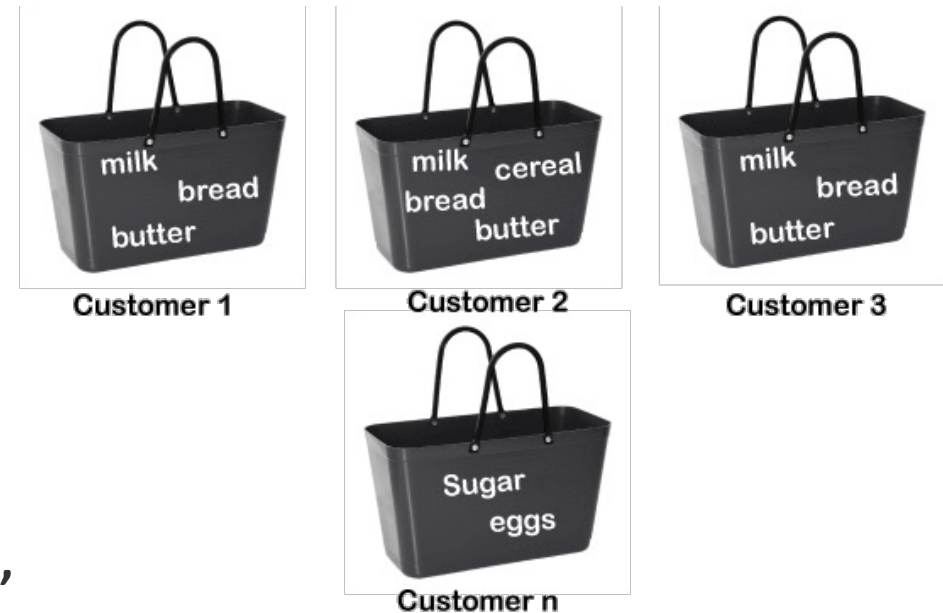 milk
bread
butter
Customer 1
milk cereal
bread
butter
Customer 2
milk
bread
butter
Customer 3
Sugar
eggs
Customer n
,